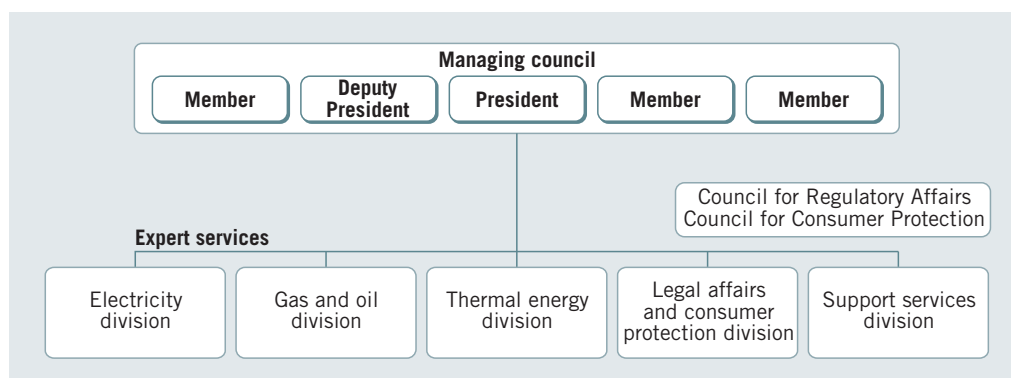 Managing council
Member
Deputy
President
President
Member
Member
Council for Regulatory Affairs
Council for Consumer Protection
Expert services
Electricity
division
Gas and oil
division
Thermal energy
division
Legal affairs
and consumer
protection division
Support services
division